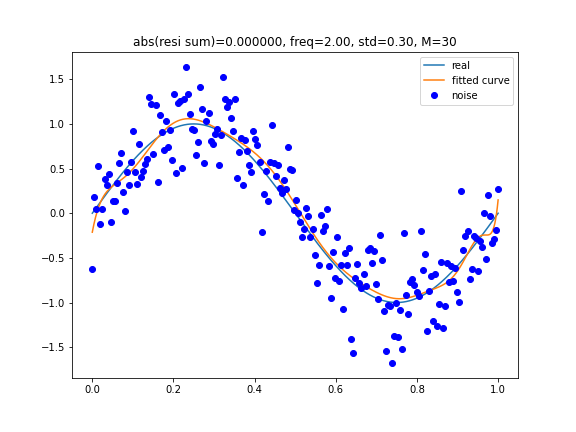 abs(resi sum)=0.000000, freq=2.00, std=0.30, M=30
real
fitted curve
noise
1.5
1.0
0.5
0.0
−0.5
−1.0
−1.5
0.0 0.2 0.4 0.6 0.8 1.0